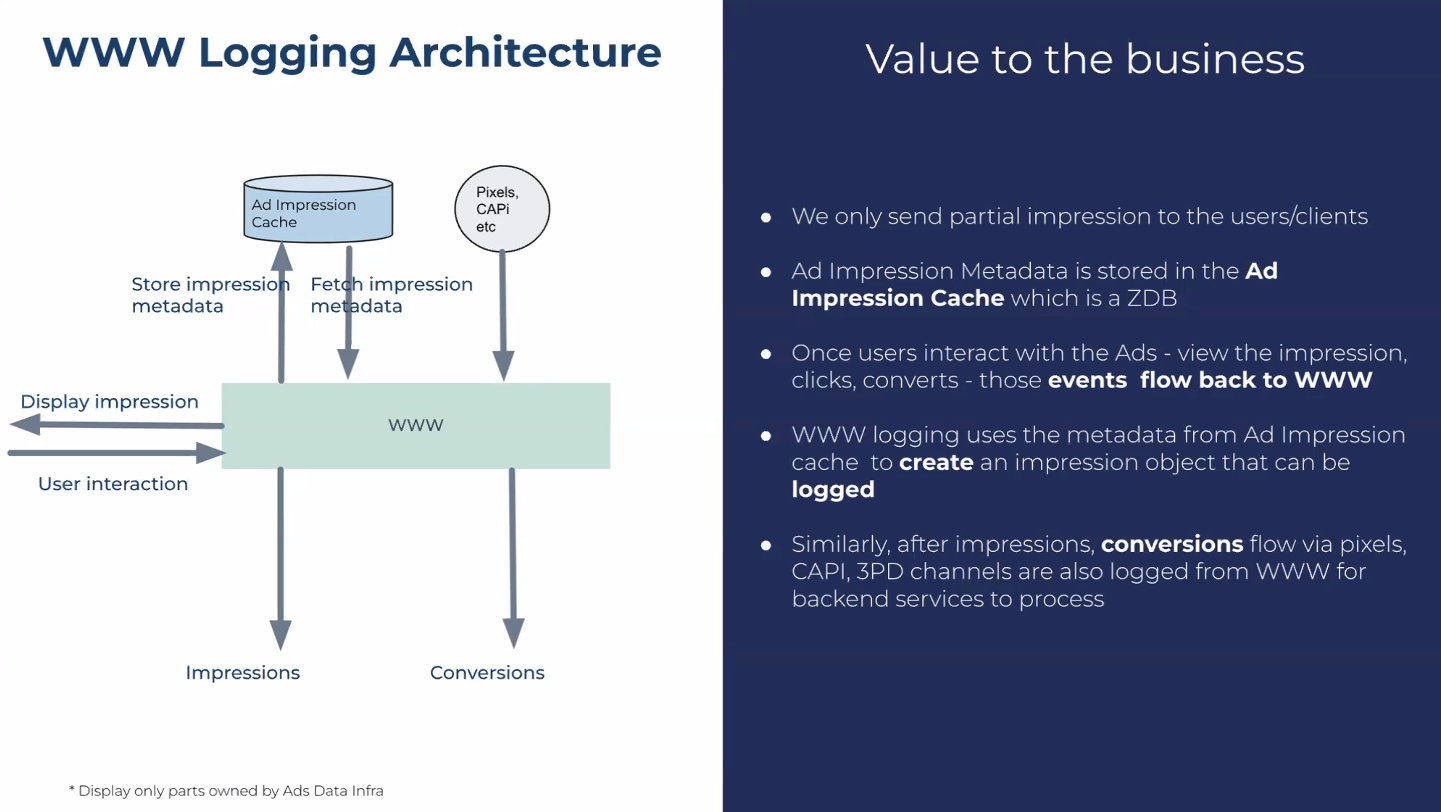 WWW Logging Architecture
Ad Impression
Cache
Pixels,
CAPi
etc
Store impression
metadata
Fetch impression
metadata
Display impression
WWW
User interaction
Impressions
Conversions
* Display only parts owned by Ads Data Infra
Value to the business
● We only send partial impression to the users/clients
● Ad Impression Metadata is stored in the Ad
Impression Cache which is a ZDB
● Once users interact with the Ads - view the impression,
clicks, converts - those events flow back to WWW
● WWW logging uses the metadata from Ad Impression
cache to create an impression object that can be
logged
● Similarly, after impressions, conversions flow via pixels,
CAPI, 3PD channels are also logged from WWW for
backend services to process